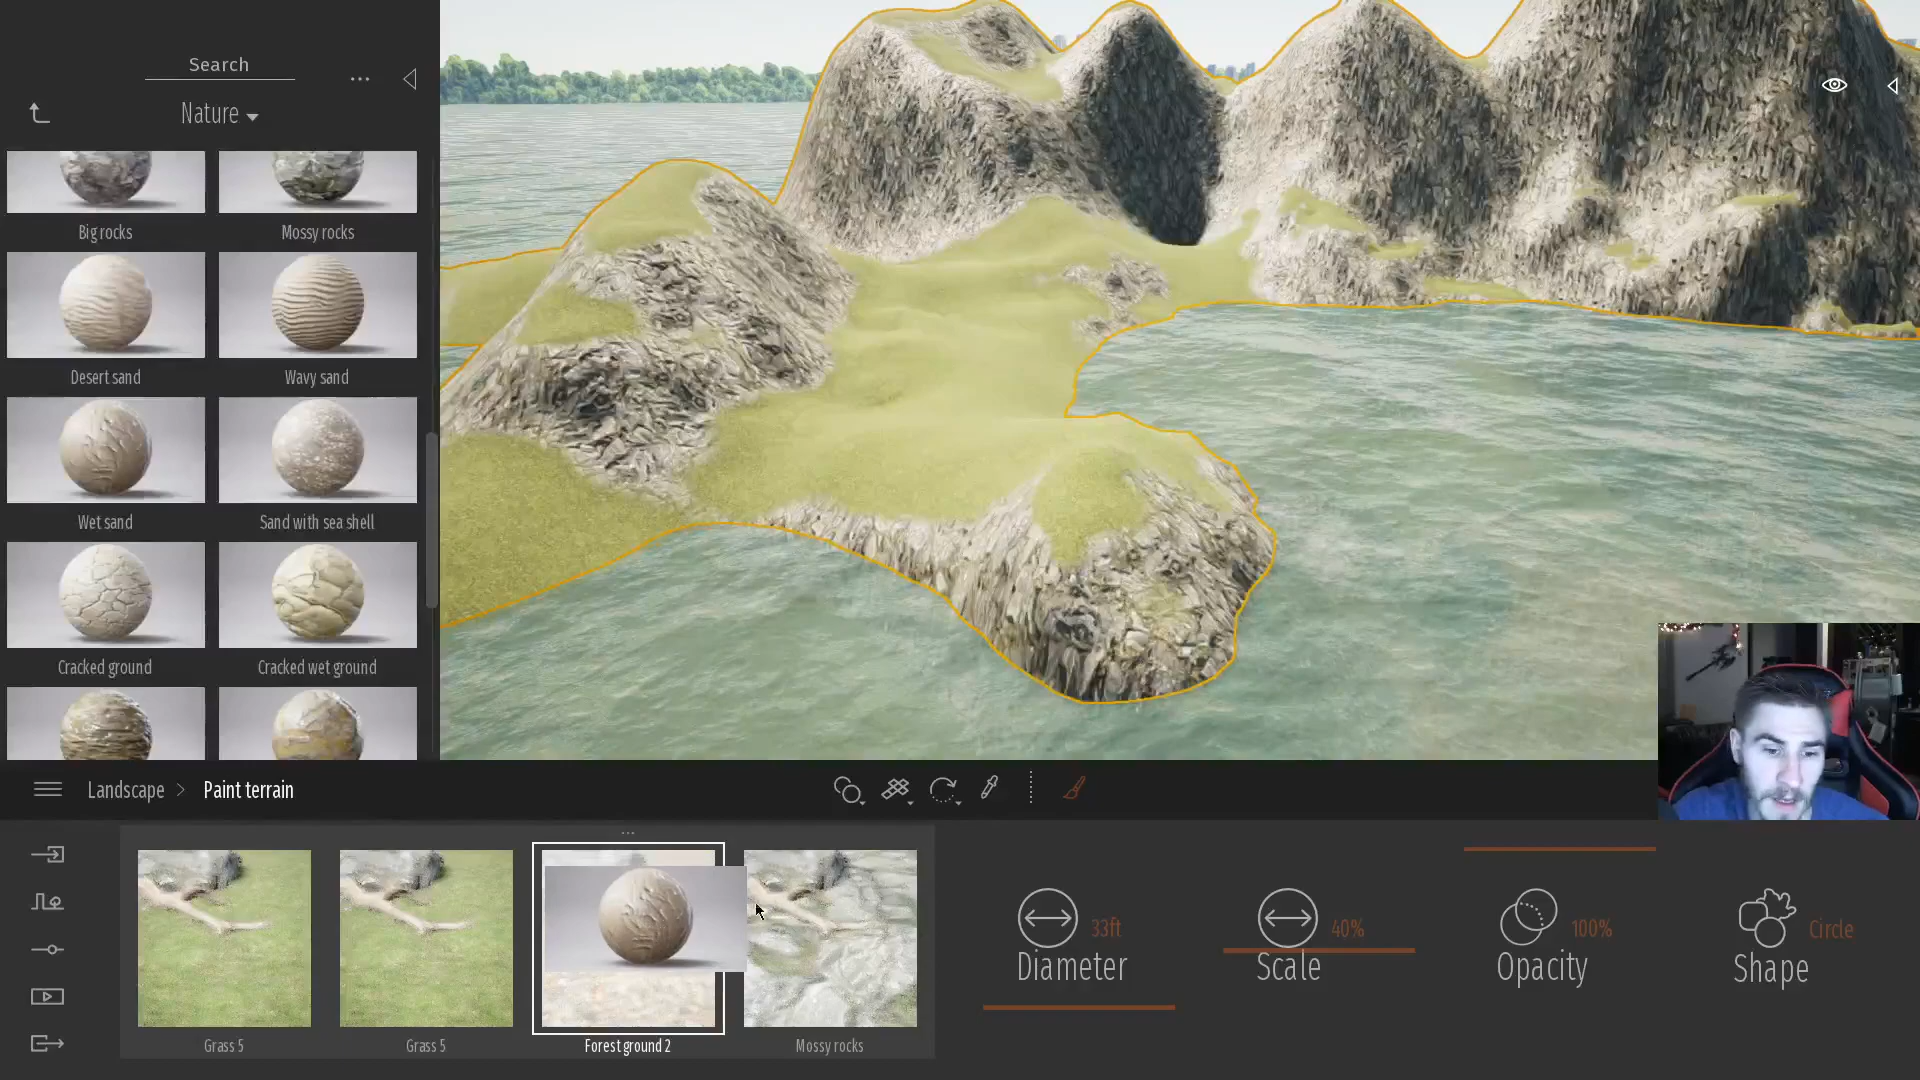 Search
...
Nature
Big rocks
Mossy rocks
Desert sand
Wavy sand
Wet sand
Sand with sea shell
Cracked ground
Cracked wet ground
Landscape > Paint terrain
...
Grass 5
Grass 5
Forest ground 2
Mossy rocks
33ft
Diameter
40%
Scale
100%
Opacity
Circle
Shape